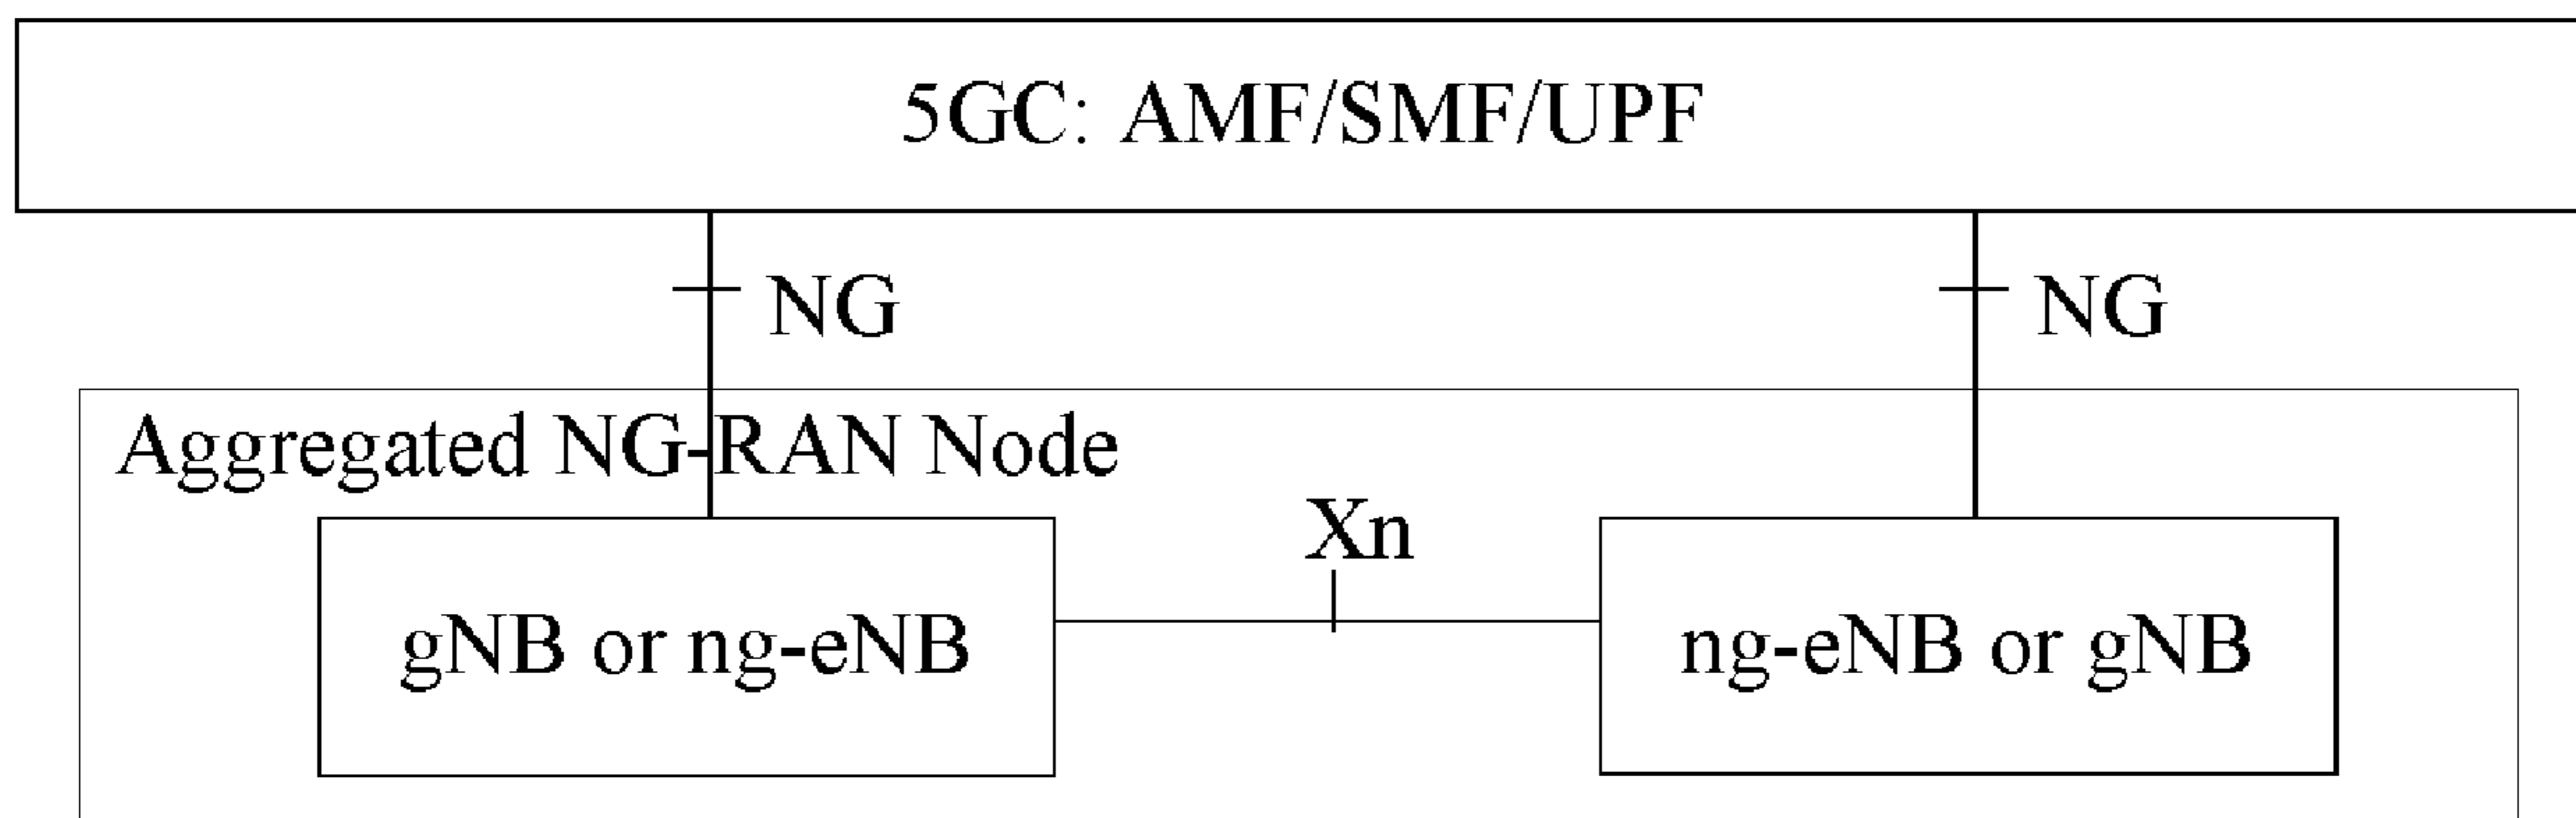 5GC: AMF/SMF/UPF
NG
NG
Aggregated NG-RAN Node
Xn
gNB or ng-eNB
ng-eNB or gNB